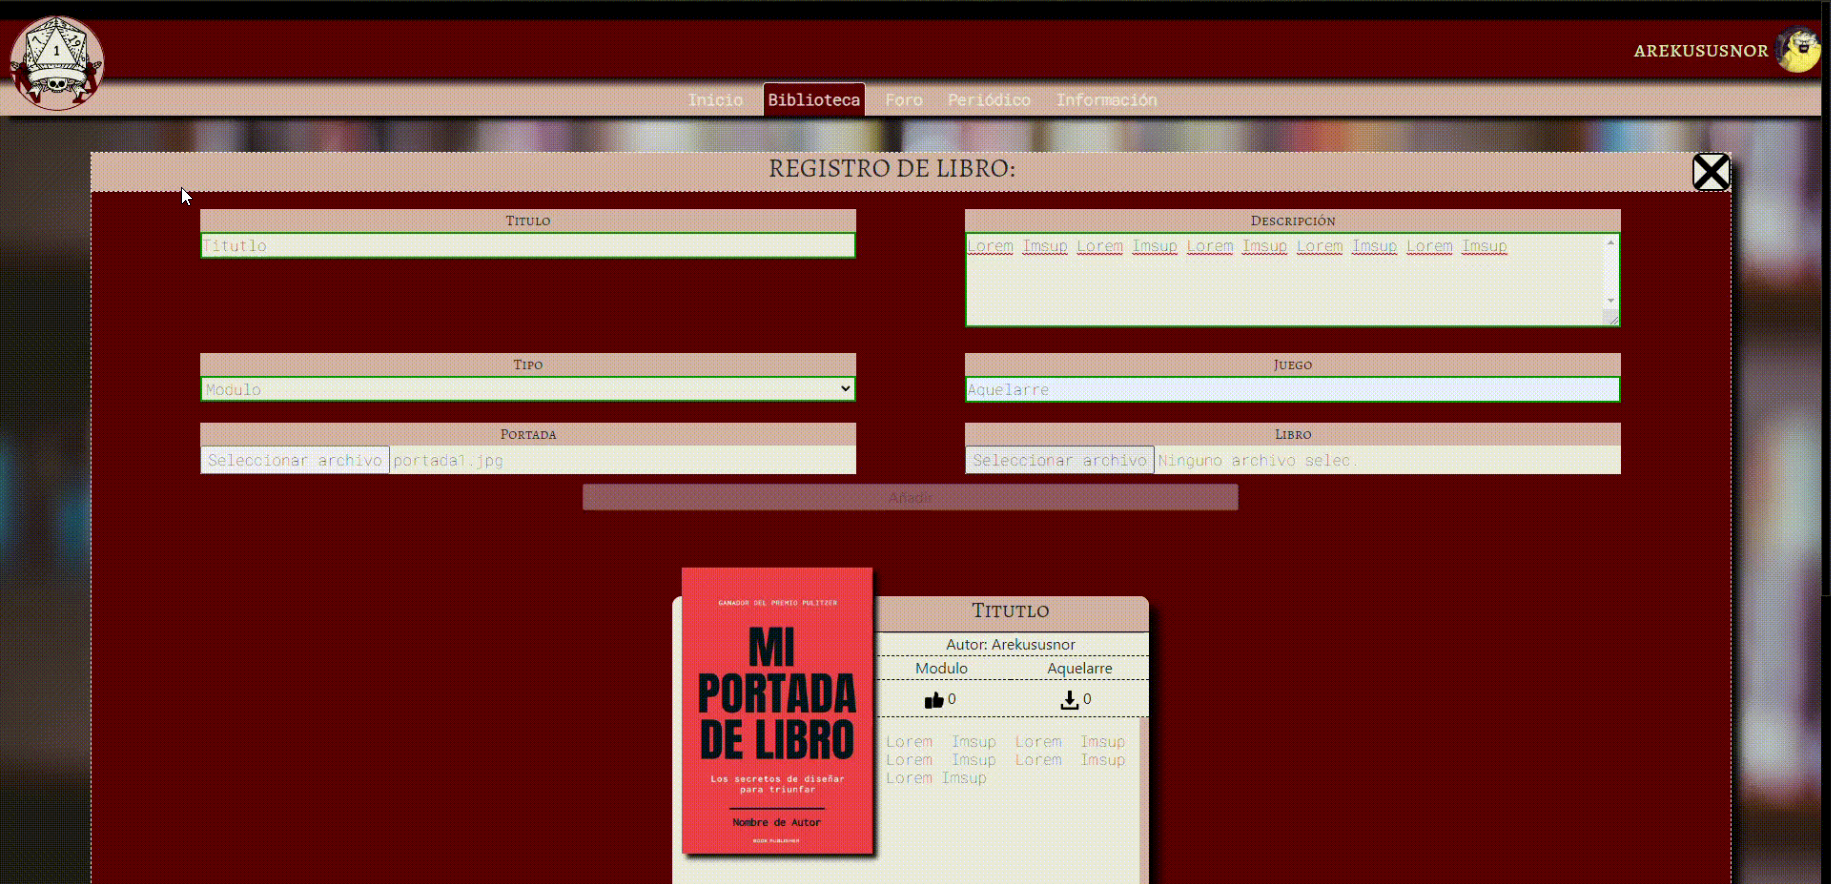 7 1 19
AREKUSUSNOR
Inicio Biblioteca Foro Periódico Información
REGISTRO DE LIBRO:
Titulo
Titutlo
Descripción
Lorem Imsup Lorem Imsup Lorem Imsup Lorem Imsup Lorem Imsup
Tipo
Modulo
Juego
Aquelarre
Portada
Seleccionar archivo portada1.jpg
Libro
Seleccionar archivo Ninguno archivo selec.
Añadir
GANADOR DEL PREMIO PULITZER
MI
PORTADA
DE LIBRO
Los secretos de diseñar
para triunfar
Nombre de Autor
BOOK PUBLISHER
Titutlo
Autor: Arekususnor
Modulo Aquelarre
0 0
Lorem Imsup Lorem Imsup
Lorem Imsup Lorem Imsup
Lorem Imsup